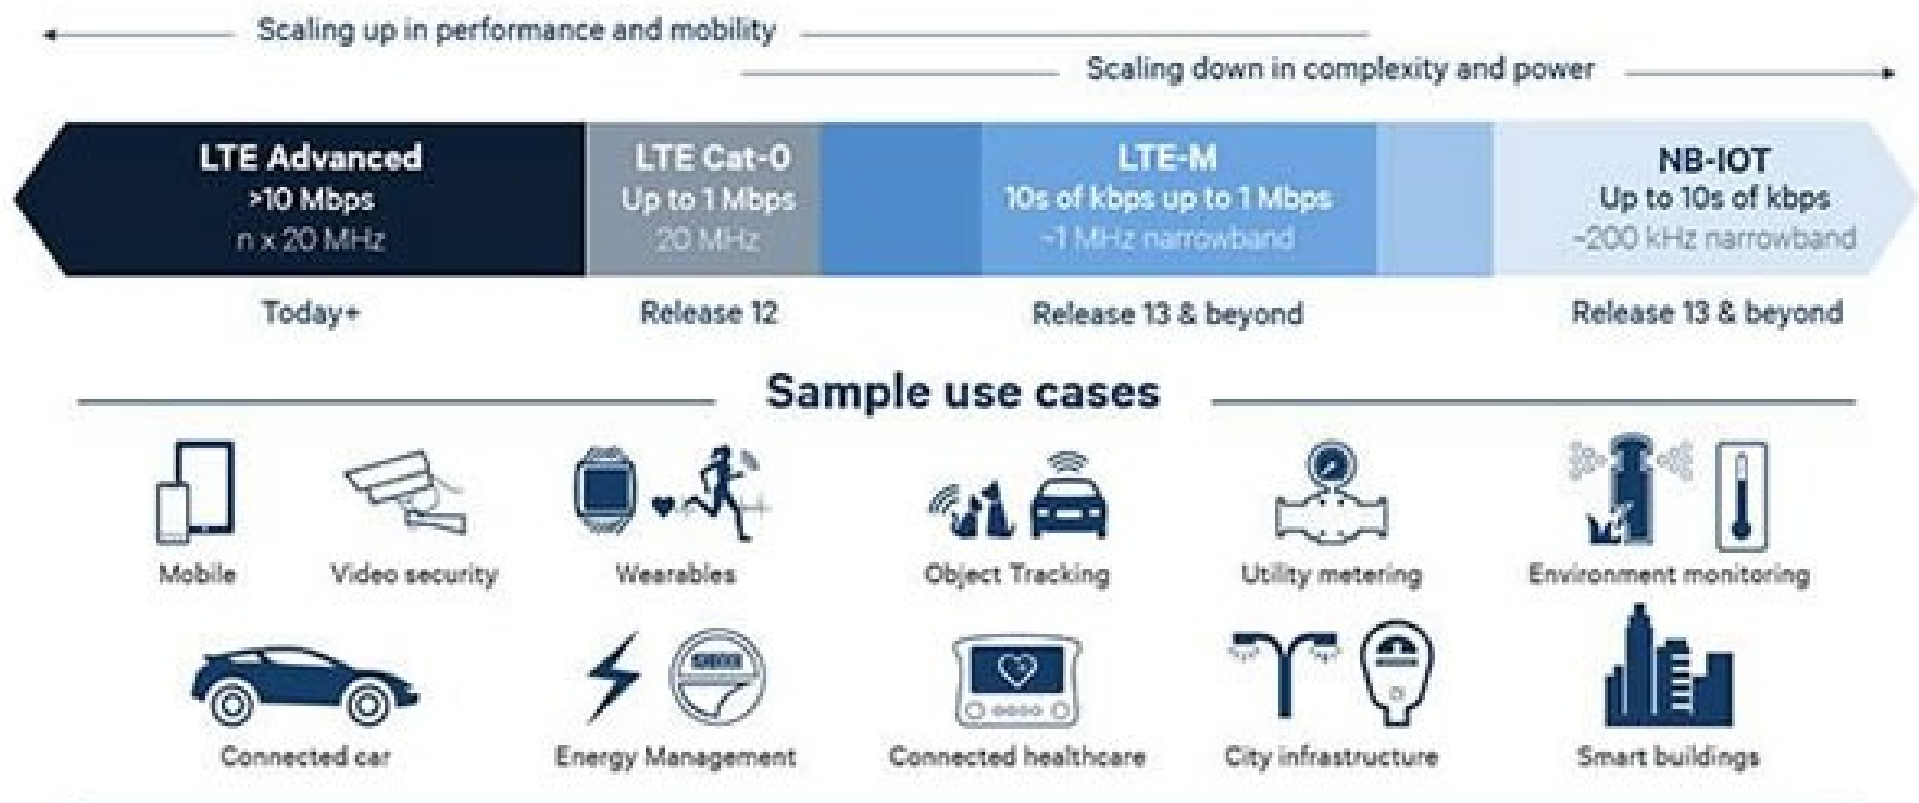 Scaling up in performance and mobility
Scaling down in complexity and power
LTE Advanced
>10 Mbps
n x 20 MHz
Today+
LTE Cat-0
Up to 1 Mbps
20 MHz
Release 12
LTE-M
10s of kbps up to 1 Mbps
~1 MHz narrowband
Release 13 & beyond
NB-IOT
Up to 10s of kbps
~200 kHz narrowband
Release 13 & beyond
Sample use cases
Mobile
Video security
Wearables
Object Tracking
Utility metering
Environment monitoring
Connected car
Energy Management
Connected healthcare
City infrastructure
Smart buildings